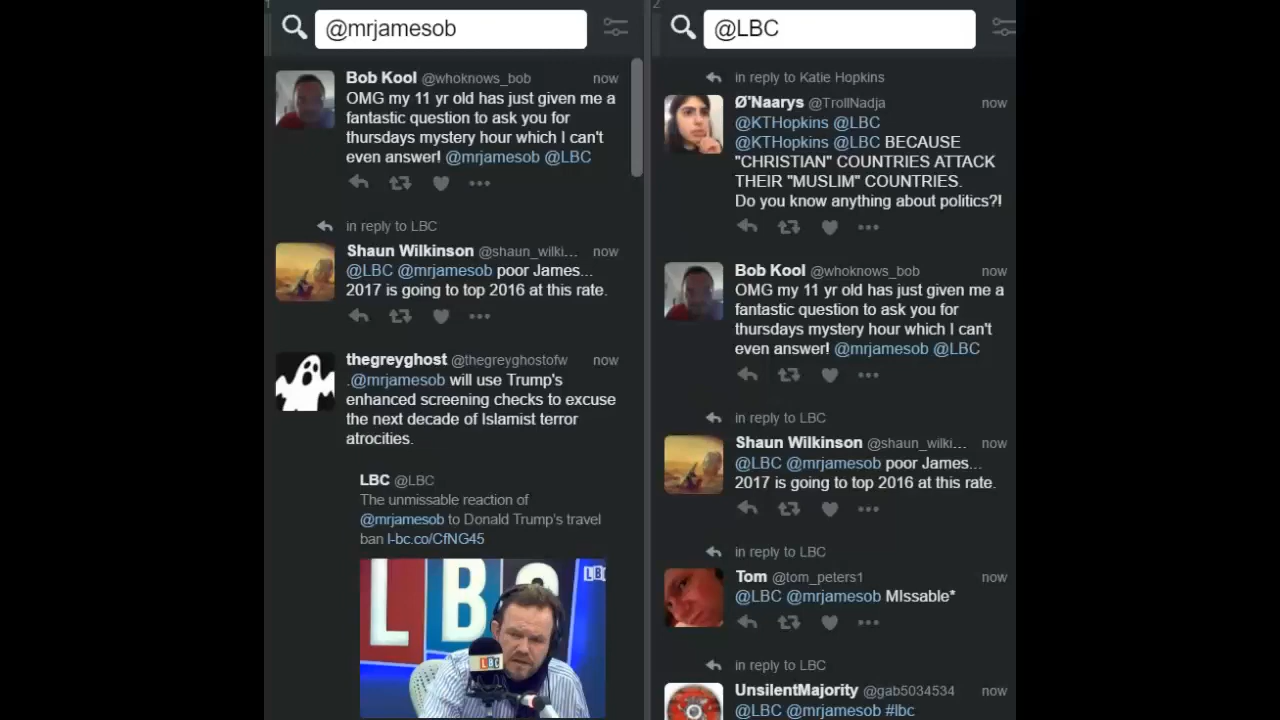 1
@mrjamesob
Bob Kool @whoknows_bob now
OMG my 11 yr old has just given me a
fantastic question to ask you for
thursdays mystery hour which I can't
even answer! @mrjamesob @LBC
in reply to LBC
Shaun Wilkinson @shaun_wilki... now
@LBC @mrjamesob poor James...
2017 is going to top 2016 at this rate.
thegreyghost @thegreyghostofw now
.@mrjamesob will use Trump's
enhanced screening checks to excuse
the next decade of Islamist terror
atrocities.
LBC @LBC
The unmissable reaction of
@mrjamesob to Donald Trump's travel
ban l-bc.co/CfNG45
LBC
LBC
LBC
2
@LBC
in reply to Katie Hopkins
Ø'Naarys @TrollNadja now
@KTHopkins @LBC
@KTHopkins @LBC BECAUSE
"CHRISTIAN" COUNTRIES ATTACK
THEIR "MUSLIM" COUNTRIES.
Do you know anything about politics?!
Bob Kool @whoknows_bob now
OMG my 11 yr old has just given me a
fantastic question to ask you for
thursdays mystery hour which I can't
even answer! @mrjamesob @LBC
in reply to LBC
Shaun Wilkinson @shaun_wilki... now
@LBC @mrjamesob poor James...
2017 is going to top 2016 at this rate.
in reply to LBC
Tom @tom_peters1 now
@LBC @mrjamesob MIssable*
in reply to LBC
UnsilentMajority @gab5034534 now
@LBC @mrjamesob #lbc